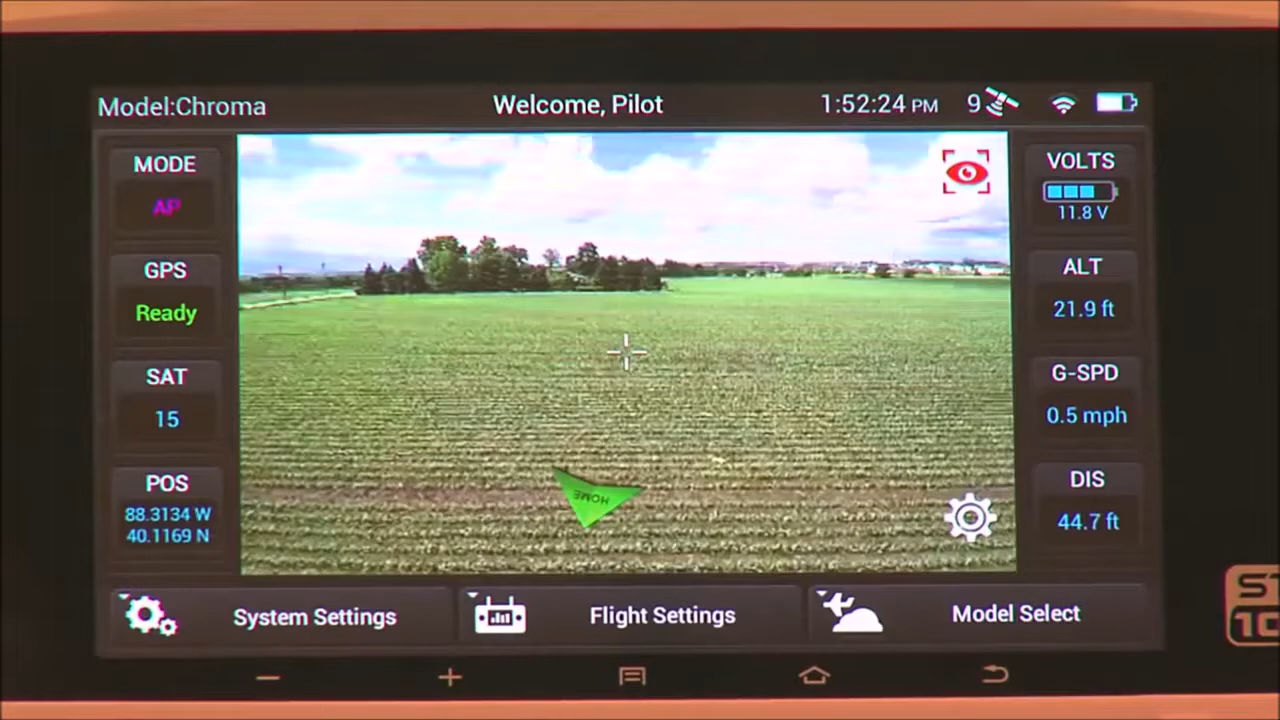 Model:Chroma
Welcome, Pilot
1:52:24 PM
9
MODE
AP
GPS
Ready
SAT
15
POS
88.3134 W
40.1169 N
HOME
VOLTS
11.8 V
ALT
21.9 ft
G-SPD
0.5 mph
DIS
44.7 ft
System Settings
Flight Settings
Model Select